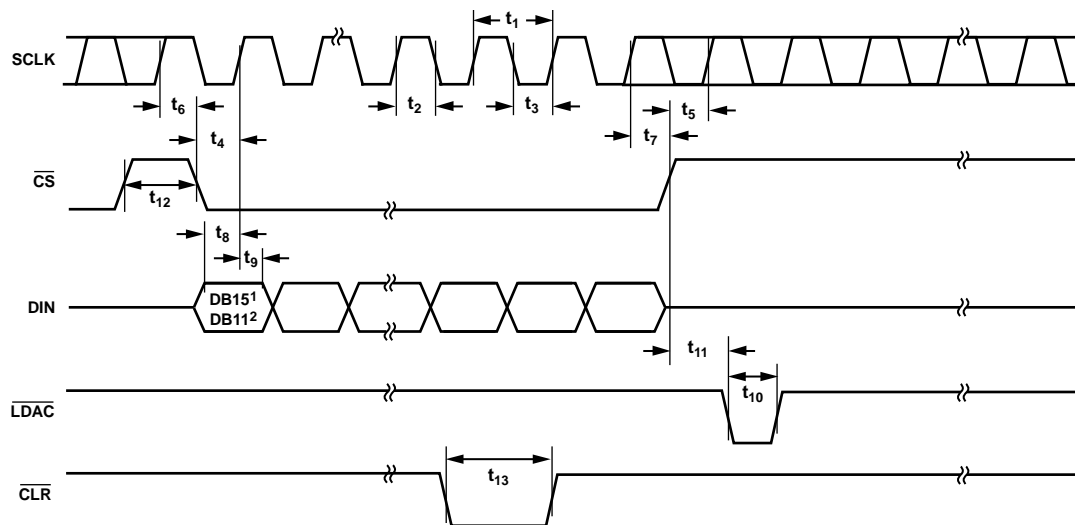 t1
SCLK
t6
t2
t3
t5
t4
t7
CS
t12
t8
t9
DIN
DB15¹
DB11²
t11
t10
LDAC
t13
CLR